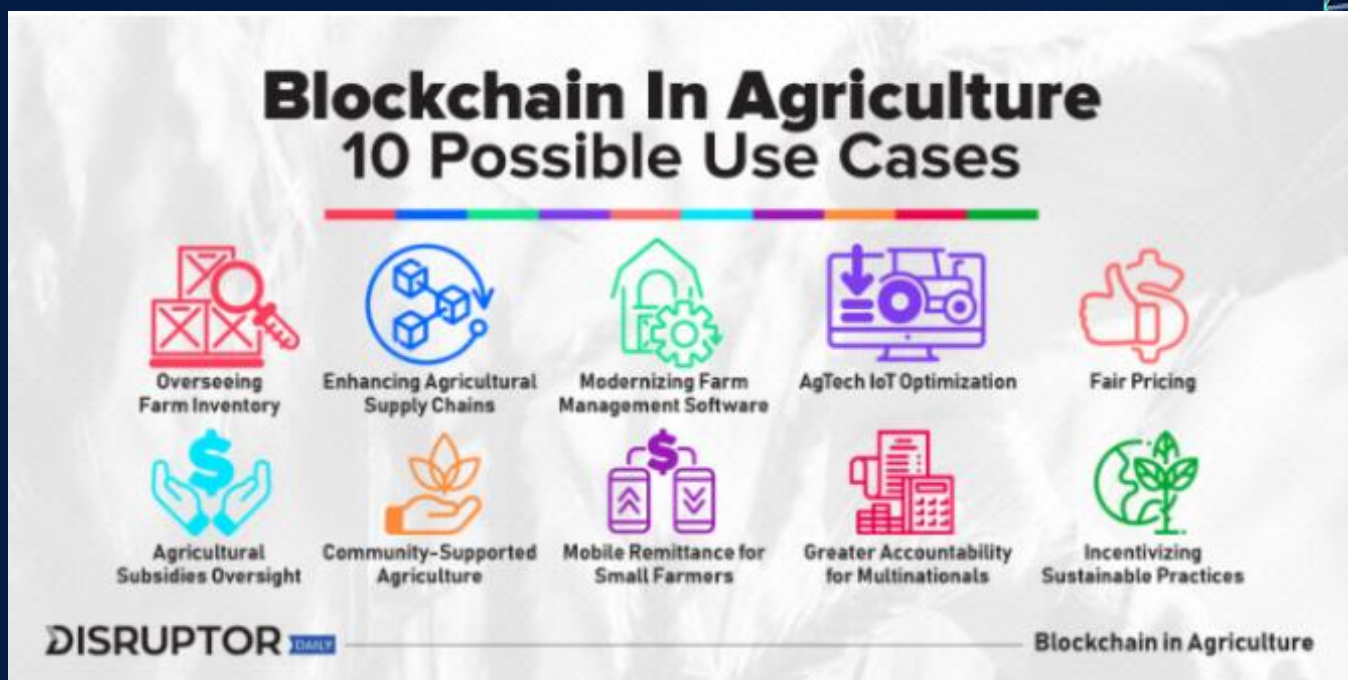 Blockchain In Agriculture
10 Possible Use Cases
Overseeing
Farm Inventory
Enhancing Agricultural
Supply Chains
Modernizing Farm
Management Software
AgTech IoT Optimization
Fair Pricing
Agricultural
Subsidies Oversight
Community-Supported
Agriculture
Mobile Remittance for
Small Farmers
Greater Accountability
for Multinationals
Incentivizing
Sustainable Practices
DISRUPTOR DAILY
Blockchain in Agriculture